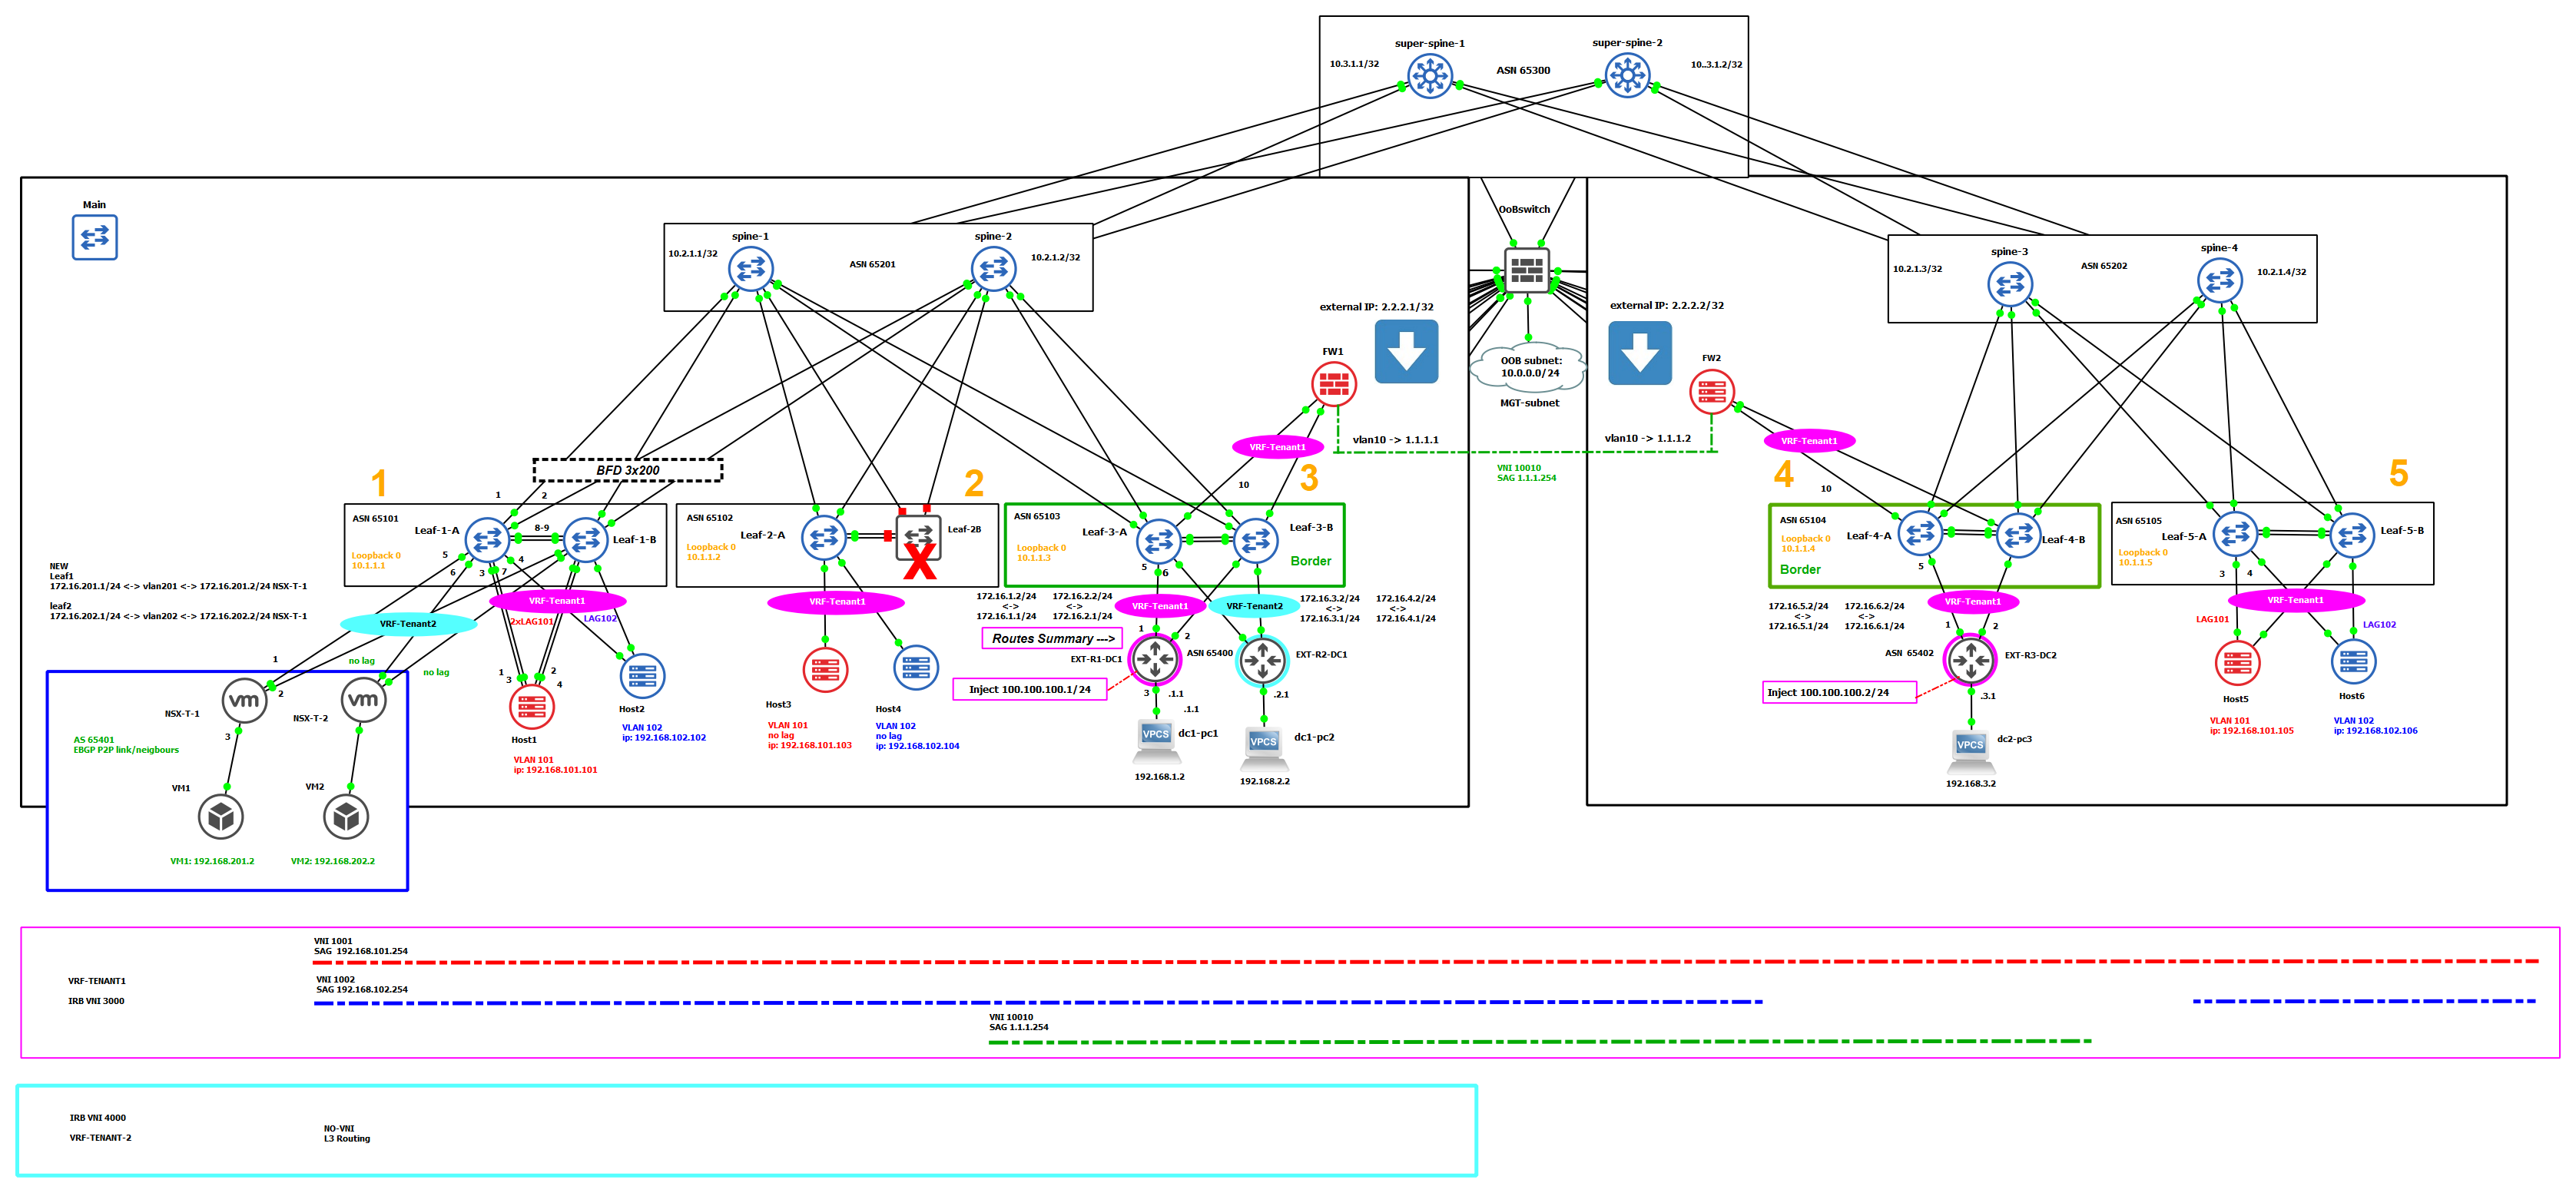 super-spine-1
super-spine-2
10.3.1.1/32
ASN 65300
10..3.1.2/32
Main
OoBswitch
spine-1
spine-2
10.2.1.1/32
ASN 65201
10.2.1.2/32
spine-3
spine-4
10.2.1.3/32
ASN 65202
10.2.1.4/32
external IP: 2.2.2.1/32
external IP: 2.2.2.2/32
FW1
FW2
OOB subnet:
10.0.0.0/24
MGT-subnet
VRF-Tenant1
vlan10 -> 1.1.1.1
vlan10 -> 1.1.1.2
VRF-Tenant1
VNI 10010
SAG 1.1.1.254
BFD 3x200
1
2
3
4
5
1
2
10
10
ASN 65101
Leaf-1-A
8-9
Leaf-1-B
Loopback 0
10.1.1.1
5
6
3
7
4
ASN 65102
Leaf-2-A
Leaf-2B
X
Loopback 0
10.1.1.2
ASN 65103
Leaf-3-A
Leaf-3-B
Loopback 0
10.1.1.3
Border
5
6
ASN 65104
Leaf-4-A
Leaf-4-B
Loopback 0
10.1.1.4
Border
5
ASN 65105
Leaf-5-A
Leaf-5-B
Loopback 0
10.1.1.5
3
4
NEW
Leaf1
172.16.201.1/24 <-> vlan201 <-> 172.16.201.2/24 NSX-T-1
leaf2
172.16.202.1/24 <-> vlan202 <-> 172.16.202.2/24 NSX-T-1
VRF-Tenant2
VRF-Tenant1
2xLAG101
LAG102
VRF-Tenant1
172.16.1.2/24
<->
172.16.1.1/24
172.16.2.2/24
<->
172.16.2.1/24
VRF-Tenant1
VRF-Tenant2
172.16.3.2/24
<->
172.16.3.1/24
172.16.4.2/24
<->
172.16.4.1/24
172.16.5.2/24
<->
172.16.5.1/24
172.16.6.2/24
<->
172.16.6.1/24
VRF-Tenant1
VRF-Tenant1
LAG101
LAG102
Routes Summary --->
1
2
EXT-R1-DC1
ASN 65400
EXT-R2-DC1
Inject 100.100.100.1/24
3
.1.1
.1.1
.2.1
VPCS
dc1-pc1
192.168.1.2
VPCS
dc1-pc2
192.168.2.2
1
2
ASN  65402
EXT-R3-DC2
Inject 100.100.100.2/24
.3.1
VPCS
dc2-pc3
192.168.3.2
1
2
no lag
no lag
vm
vm
NSX-T-1
NSX-T-2
3
AS 65401
EBGP P2P link/neigbours
VM1
VM2
VM1: 192.168.201.2
VM2: 192.168.202.2
1
3
2
4
Host1
VLAN 101
ip: 192.168.101.101
Host2
VLAN 102
ip: 192.168.102.102
Host3
VLAN 101
no lag
ip: 192.168.101.103
Host4
VLAN 102
no lag
ip: 192.168.102.104
Host5
VLAN 101
ip: 192.168.101.105
Host6
VLAN 102
ip: 192.168.102.106
VNI 1001
SAG  192.168.101.254
VRF-TENANT1
IRB VNI 3000
VNI 1002
SAG 192.168.102.254
VNI 10010
SAG 1.1.1.254
IRB VNI 4000
VRF-TENANT-2
NO-VNI
L3 Routing